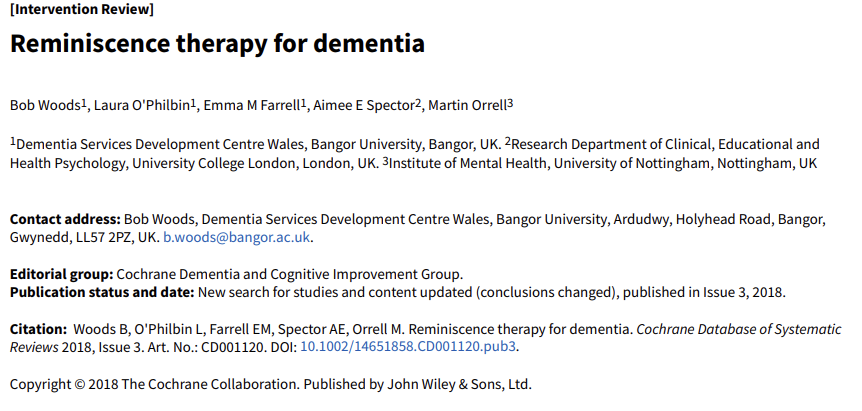 [Intervention Review]
Reminiscence therapy for dementia
Bob Woods1, Laura O'Philbin1, Emma M Farrell1, Aimee E Spector2, Martin Orrell3
1Dementia Services Development Centre Wales, Bangor University, Bangor, UK. 2Research Department of Clinical, Educational and
Health Psychology, University College London, London, UK. 3Institute of Mental Health, University of Nottingham, Nottingham, UK
Contact address: Bob Woods, Dementia Services Development Centre Wales, Bangor University, Ardudwy, Holyhead Road, Bangor,
Gwynedd, LL57 2PZ, UK. b.woods@bangor.ac.uk.
Editorial group: Cochrane Dementia and Cognitive Improvement Group.
Publication status and date: New search for studies and content updated (conclusions changed), published in Issue 3, 2018.
Citation: Woods B, O'Philbin L, Farrell EM, Spector AE, Orrell M. Reminiscence therapy for dementia. Cochrane Database of Systematic
Reviews 2018, Issue 3. Art. No.: CD001120. DOI: 10.1002/14651858.CD001120.pub3.
Copyright © 2018 The Cochrane Collaboration. Published by John Wiley & Sons, Ltd.